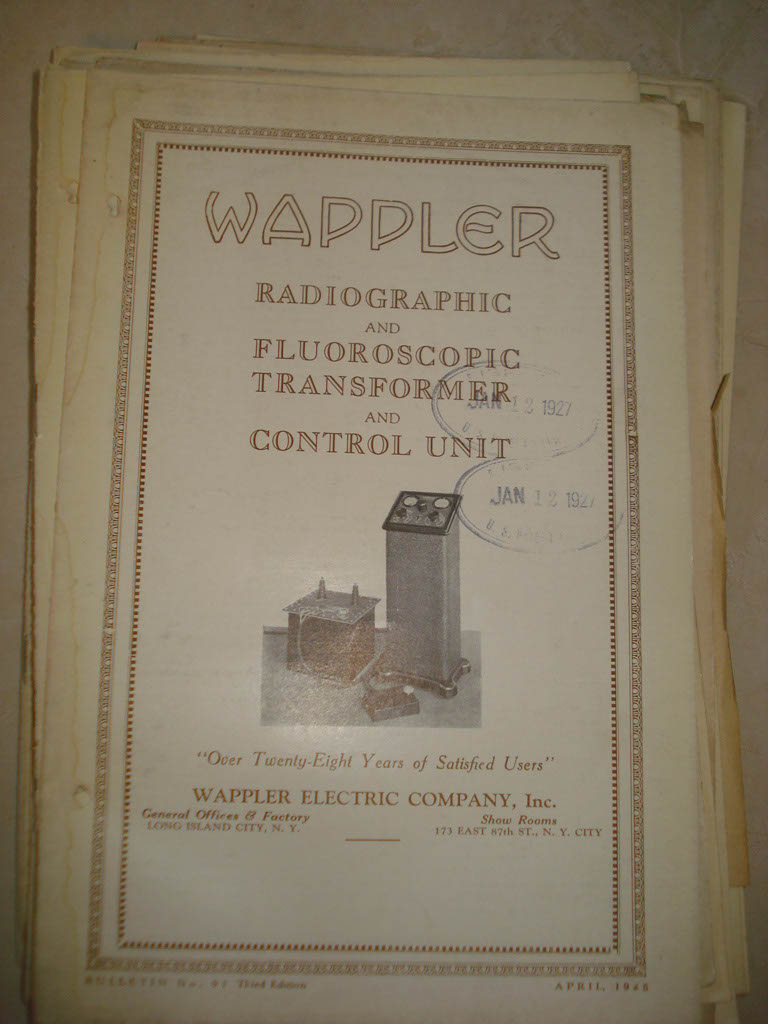 WAPPLER
RADIOGRAPHIC
AND
FLUOROSCOPIC
TRANSFORMER
AND
CONTROL UNIT
JAN 12 1927
U. S.
JAN 12 1927
U. S.
"Over Twenty-Eight Years of Satisfied Users"
WAPPLER ELECTRIC COMPANY, Inc.
General Offices & Factory
LONG ISLAND CITY, N. Y.
Show Rooms
173 EAST 87th ST., N. Y. CITY
BULLETIN No. Third Edition
APRIL,